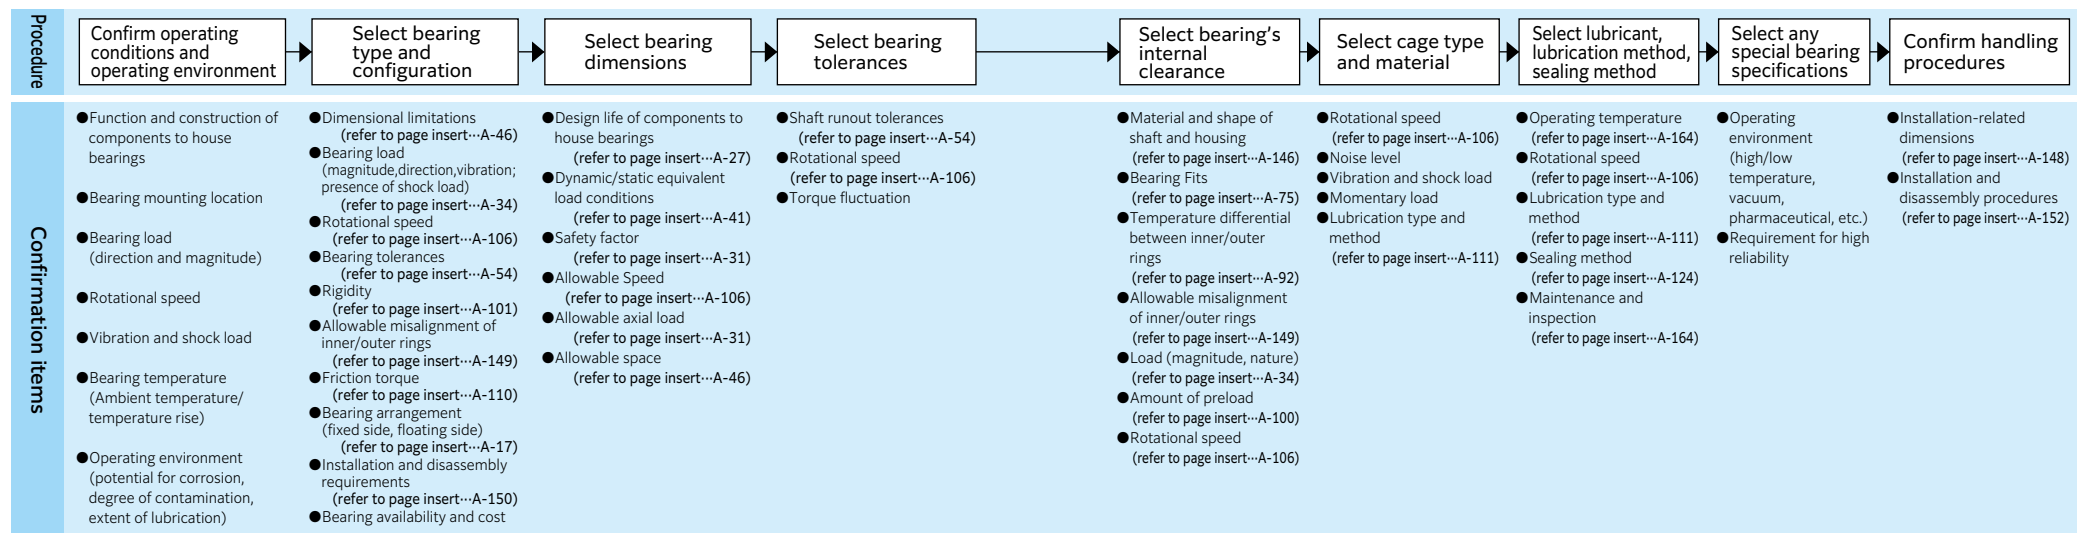 Procedure
Confirm operating
conditions and
operating environment
Select bearing
type and
configuration
Select bearing
dimensions
Select bearing
tolerances
Select bearing's
internal
clearance
Select cage type
and material
Select lubricant,
lubrication method,
sealing method
Select any
special bearing
specifications
Confirm handling
procedures
Confirmation items
●Function and construction of
components to house
bearings
●Bearing mounting location
●Bearing load
(direction and magnitude)
●Rotational speed
●Vibration and shock load
●Bearing temperature
(Ambient temperature/
temperature rise)
●Operating environment
(potential for corrosion,
degree of contamination,
extent of lubrication)
●Dimensional limitations
(refer to page insert···A-46)
●Bearing load
(magnitude,direction,vibration;
presence of shock load)
(refer to page insert···A-34)
●Rotational speed
(refer to page insert···A-106)
●Bearing tolerances
(refer to page insert···A-54)
●Rigidity
(refer to page insert···A-101)
●Allowable misalignment of
inner/outer rings
(refer to page insert···A-149)
●Friction torque
(refer to page insert···A-110)
●Bearing arrangement
(fixed side, floating side)
(refer to page insert···A-17)
●Installation and disassembly
requirements
(refer to page insert···A-150)
●Bearing availability and cost
●Design life of components to
house bearings
(refer to page insert···A-27)
●Dynamic/static equivalent
load conditions
(refer to page insert···A-41)
●Safety factor
(refer to page insert···A-31)
●Allowable Speed
(refer to page insert···A-106)
●Allowable axial load
(refer to page insert···A-31)
●Allowable space
(refer to page insert···A-46)
●Shaft runout tolerances
(refer to page insert···A-54)
●Rotational speed
(refer to page insert···A-106)
●Torque fluctuation
●Material and shape of
shaft and housing
(refer to page insert···A-146)
●Bearing Fits
(refer to page insert···A-75)
●Temperature differential
between inner/outer
rings
(refer to page insert···A-92)
●Allowable misalignment
of inner/outer rings
(refer to page insert···A-149)
●Load (magnitude, nature)
(refer to page insert···A-34)
●Amount of preload
(refer to page insert···A-100)
●Rotational speed
(refer to page insert···A-106)
●Rotational speed
(refer to page insert···A-106)
●Noise level
●Vibration and shock load
●Momentary load
●Lubrication type and
method
(refer to page insert···A-111)
●Operating temperature
(refer to page insert···A-164)
●Rotational speed
(refer to page insert···A-106)
●Lubrication type and
method
(refer to page insert···A-111)
●Sealing method
(refer to page insert···A-124)
●Maintenance and
inspection
(refer to page insert···A-164)
●Operating
environment
(high/low
temperature,
vacuum,
pharmaceutical, etc.)
●Requirement for high
reliability
●Installation-related
dimensions
(refer to page insert···A-148)
●Installation and
disassembly procedures
(refer to page insert···A-152)